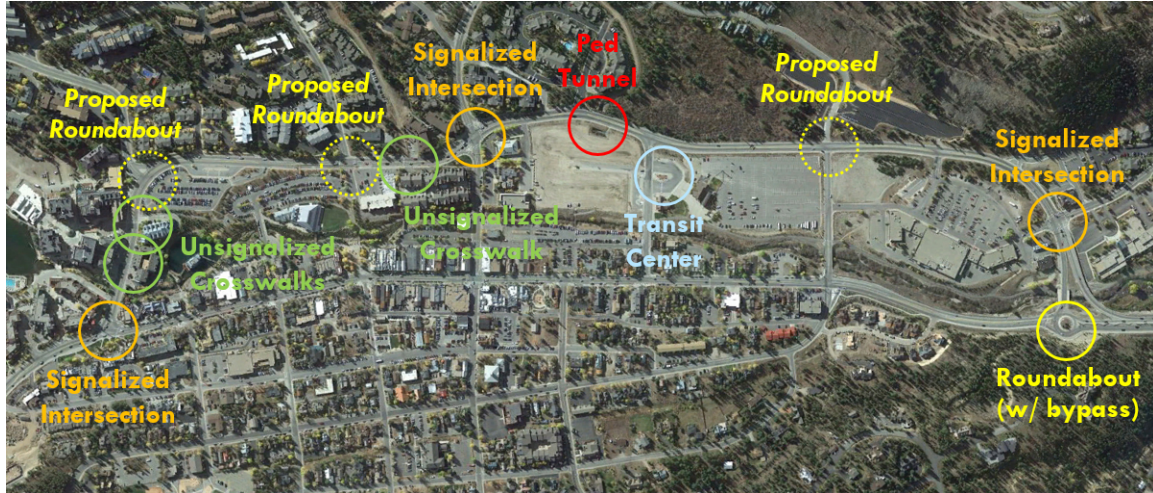 Signalized
Intersection
Ped
Tunnel
Proposed
Roundabout
Proposed
Roundabout
Proposed
Roundabout
Signalized
Intersection
Unsignalized
Crosswalks
Unsignalized
Crosswalk
Transit
Center
Signalized
Intersection
Roundabout
(w/ bypass)